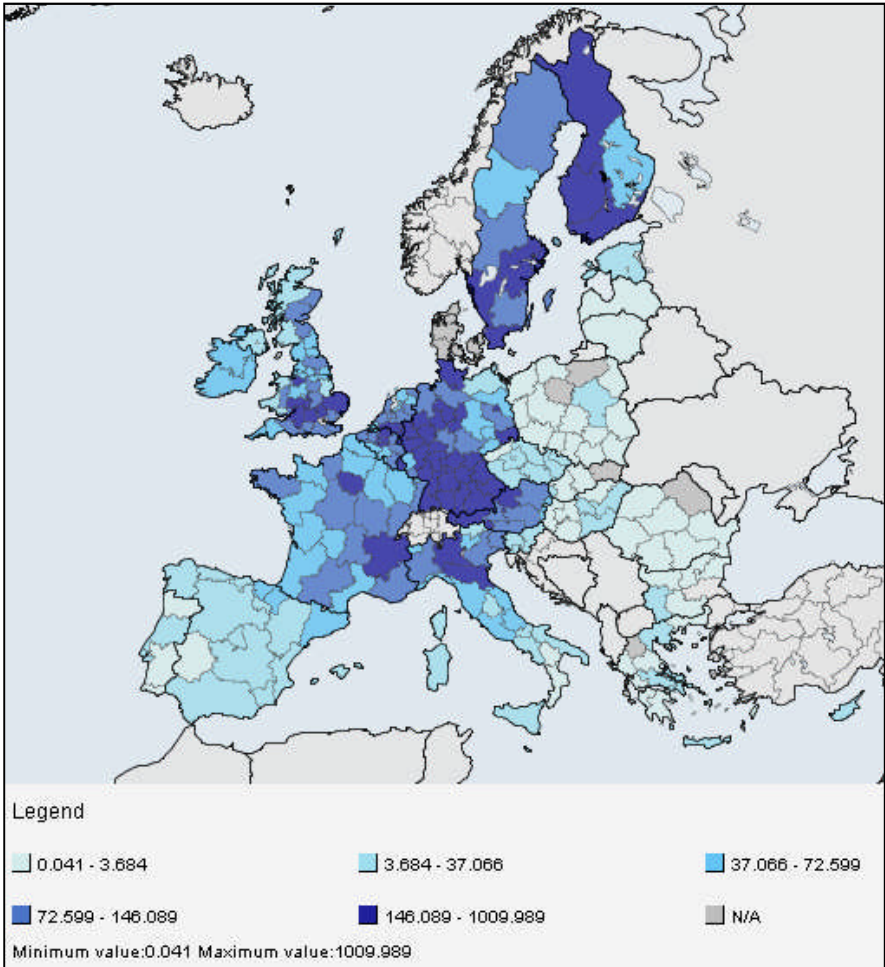 Legend
0.041 - 3.684 3.684 - 37.066 37.066 - 72.599
72.599 - 146.089 146.089 - 1009.989 N/A
Minimum value:0.041 Maximum value:1009.989